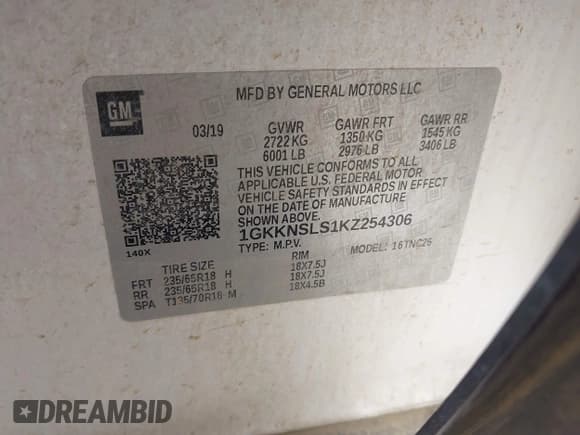 GM
MFD BY GENERAL MOTORS LLC
03/19 GVWR GAWR FRT GAWR RR
2722 KG 1350 KG 1545 KG
6001 LB 2976 LB 3406 LB
THIS VEHICLE CONFORMS TO ALL
APPLICABLE U.S. FEDERAL MOTOR
VEHICLE SAFETY STANDARDS IN EFFECT
ON THE DATE OF MANUFACTURE
SHOWN ABOVE.
1GKKNSLS1KZ254306
140X TYPE: M.P.V. MODEL: 16TNC26
TIRE SIZE RIM
FRT 235/65R18 H 18X7.5J
RR 235/65R18 H 18X7.5J
SPA T135/70R18 M 18X4.5B
DREAMBID